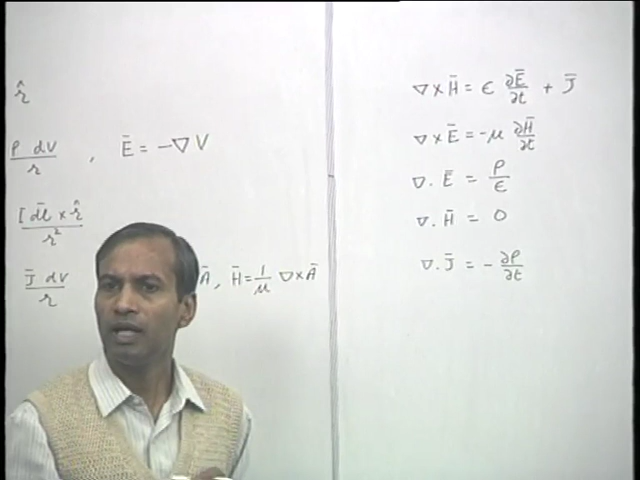 r̂
ρ dV / r , Ē = -∇V
I dl̄ × r̂ / r²
J̄ dV / r Ā, H̄ = 1/μ ∇×Ā
∇×H̄ = ϵ ∂Ē/∂t + J̄
∇×Ē = -μ ∂H̄/∂t
∇. Ē = ρ/ϵ
∇. H̄ = 0
∇. J̄ = - ∂ρ/∂t